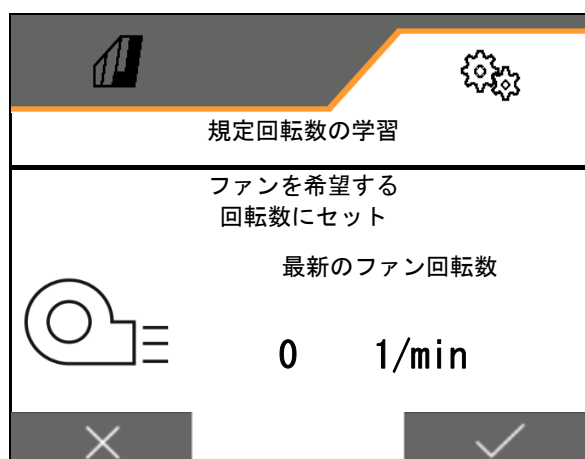 規定回転数の学習
ファンを希望する
回転数にセット
最新のファン回転数
0 1/min